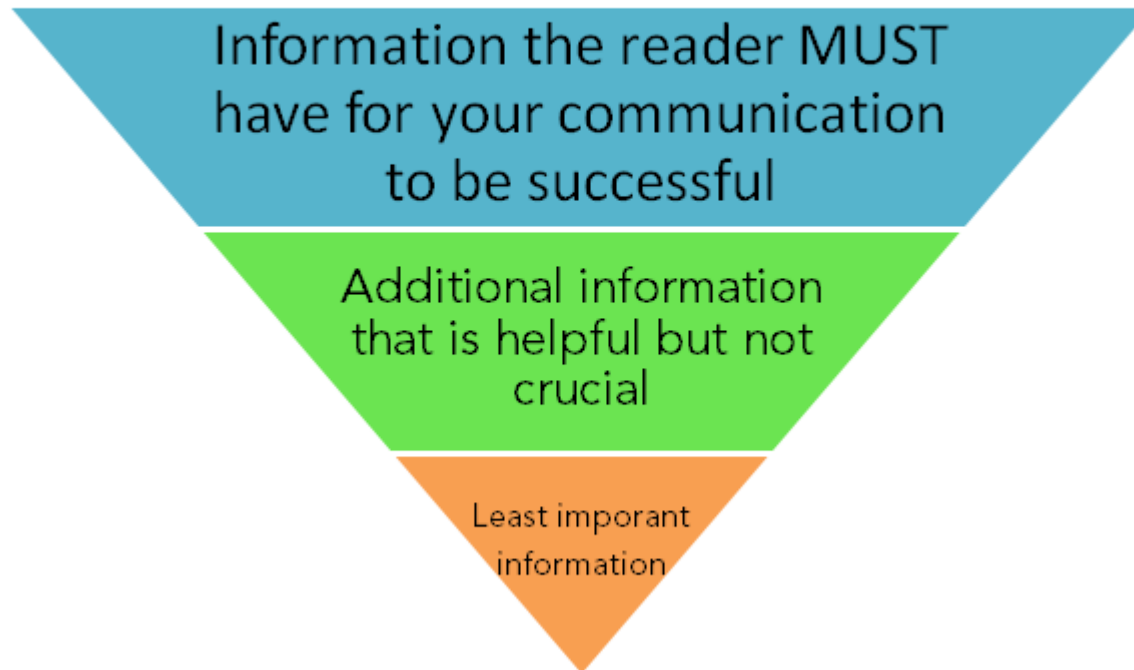 Information the reader MUST
have for your communication
to be successful
Additional information
that is helpful but not
crucial
Least imporant
information